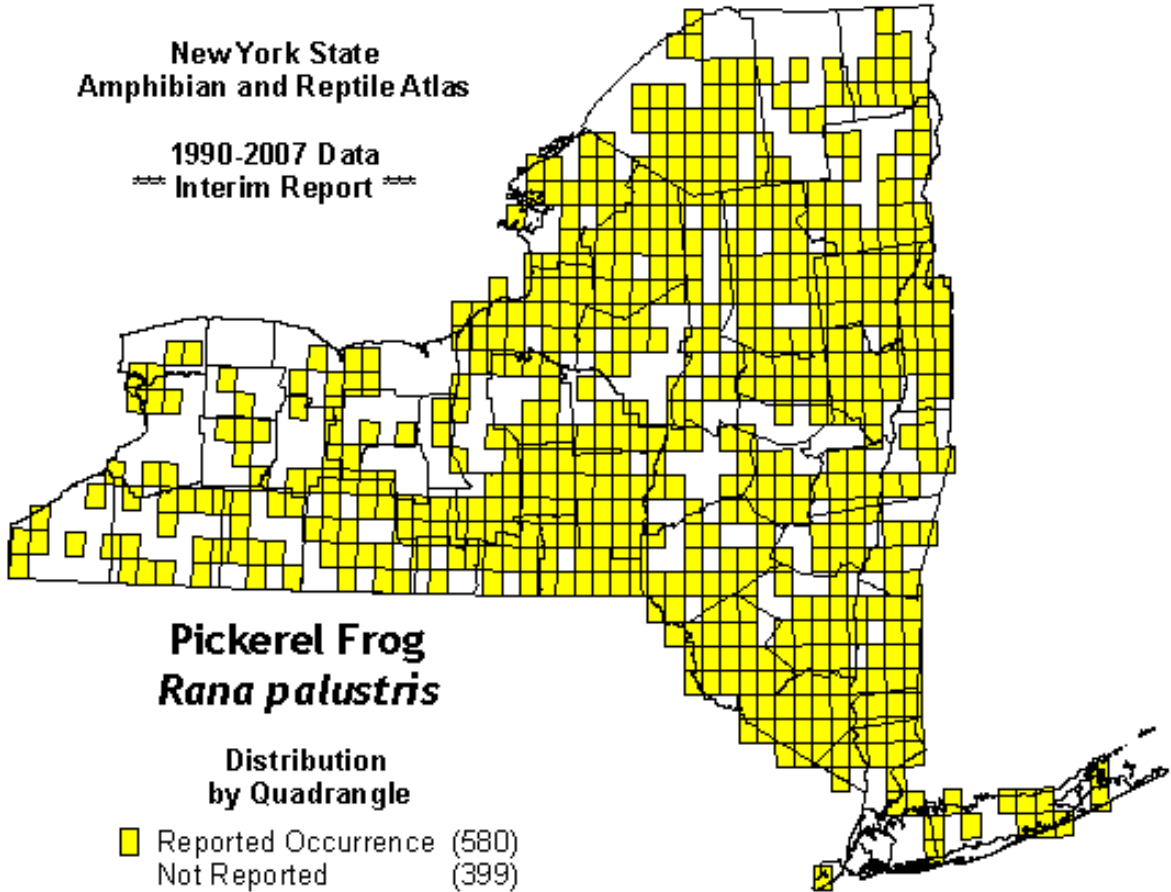 New York State
Amphibian and Reptile Atlas
1990-2007 Data
*** Interim Report ***
Pickerel Frog
Rana palustris
Distribution
by Quadrangle
Reported Occurrence (580)
Not Reported (399)